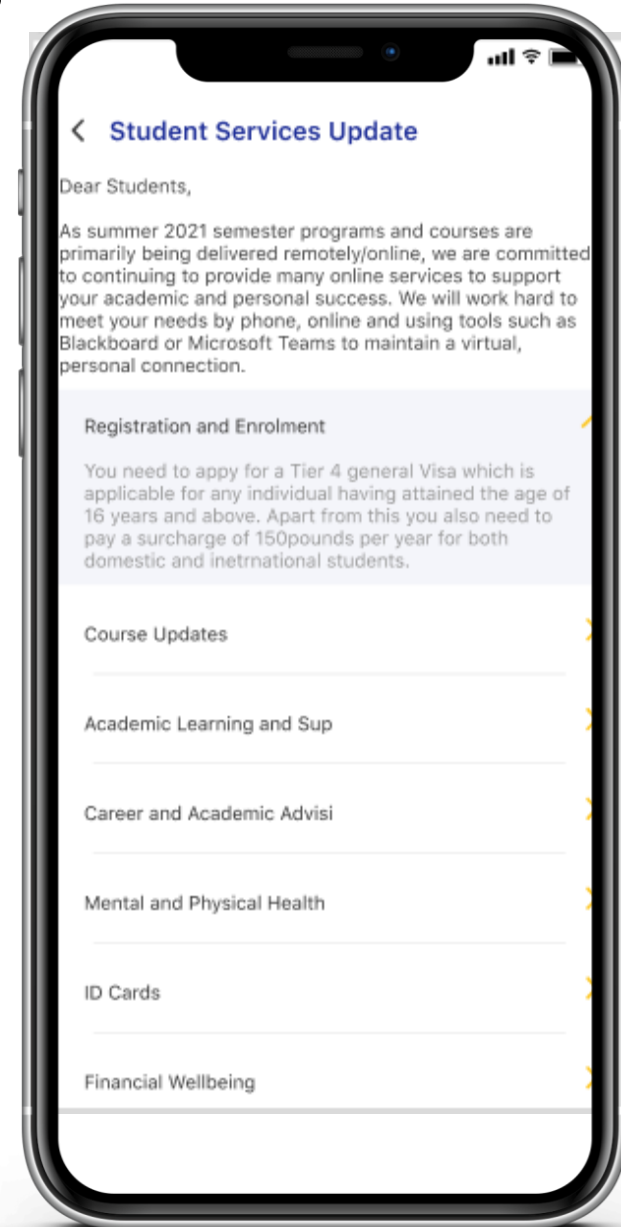 Student Services Update
Dear Students,
As summer 2021 semester programs and courses are
primarily being delivered remotely/online, we are committed
to continuing to provide many online services to support
your academic and personal success. We will work hard to
meet your needs by phone, online and using tools such as
Blackboard or Microsoft Teams to maintain a virtual,
personal connection.
Registration and Enrolment
You need to appy for a Tier 4 general Visa which is
applicable for any individual having attained the age of
16 years and above. Apart from this you also need to
pay a surcharge of 150pounds per year for both
domestic and inetrnational students.
Course Updates
Academic Learning and Sup
Career and Academic Advisi
Mental and Physical Health
ID Cards
Financial Wellbeing